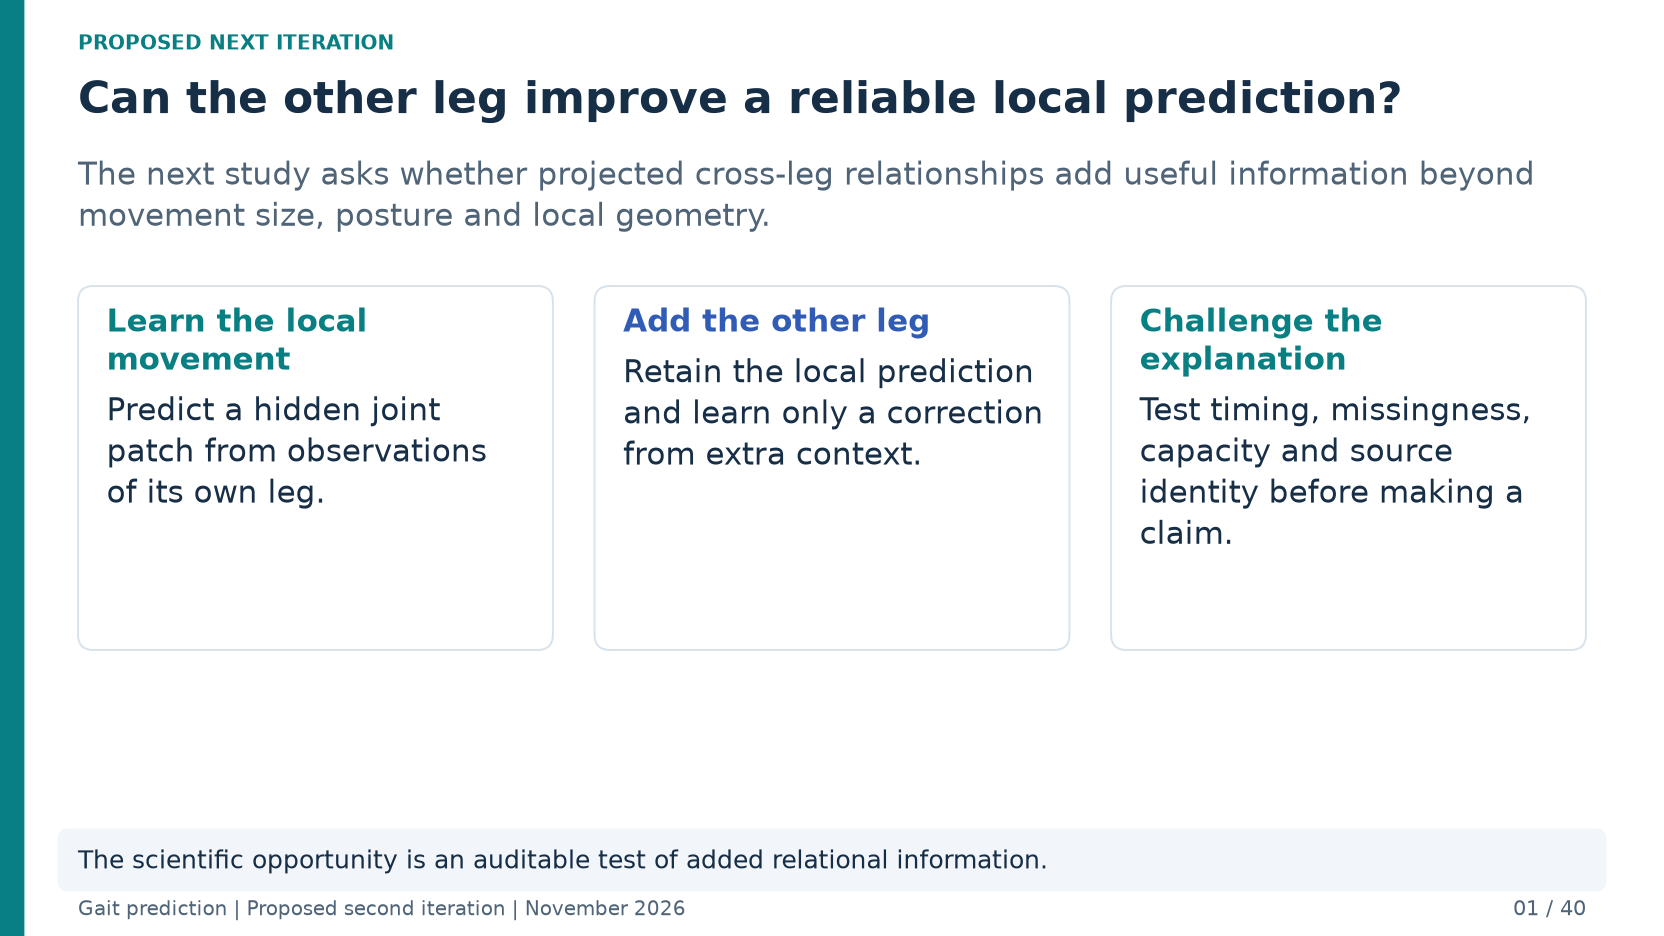 PROPOSED NEXT ITERATION
Can the other leg improve a reliable local prediction?
The next study asks whether projected cross-leg relationships add useful information beyond
movement size, posture and local geometry.
Learn the local
movement
Predict a hidden joint
patch from observations
of its own leg.
Add the other leg
Retain the local prediction
and learn only a correction
from extra context.
Challenge the
explanation
Test timing, missingness,
capacity and source
identity before making a
claim.
The scientific opportunity is an auditable test of added relational information.
Gait prediction | Proposed second iteration | November 2026
01 / 40